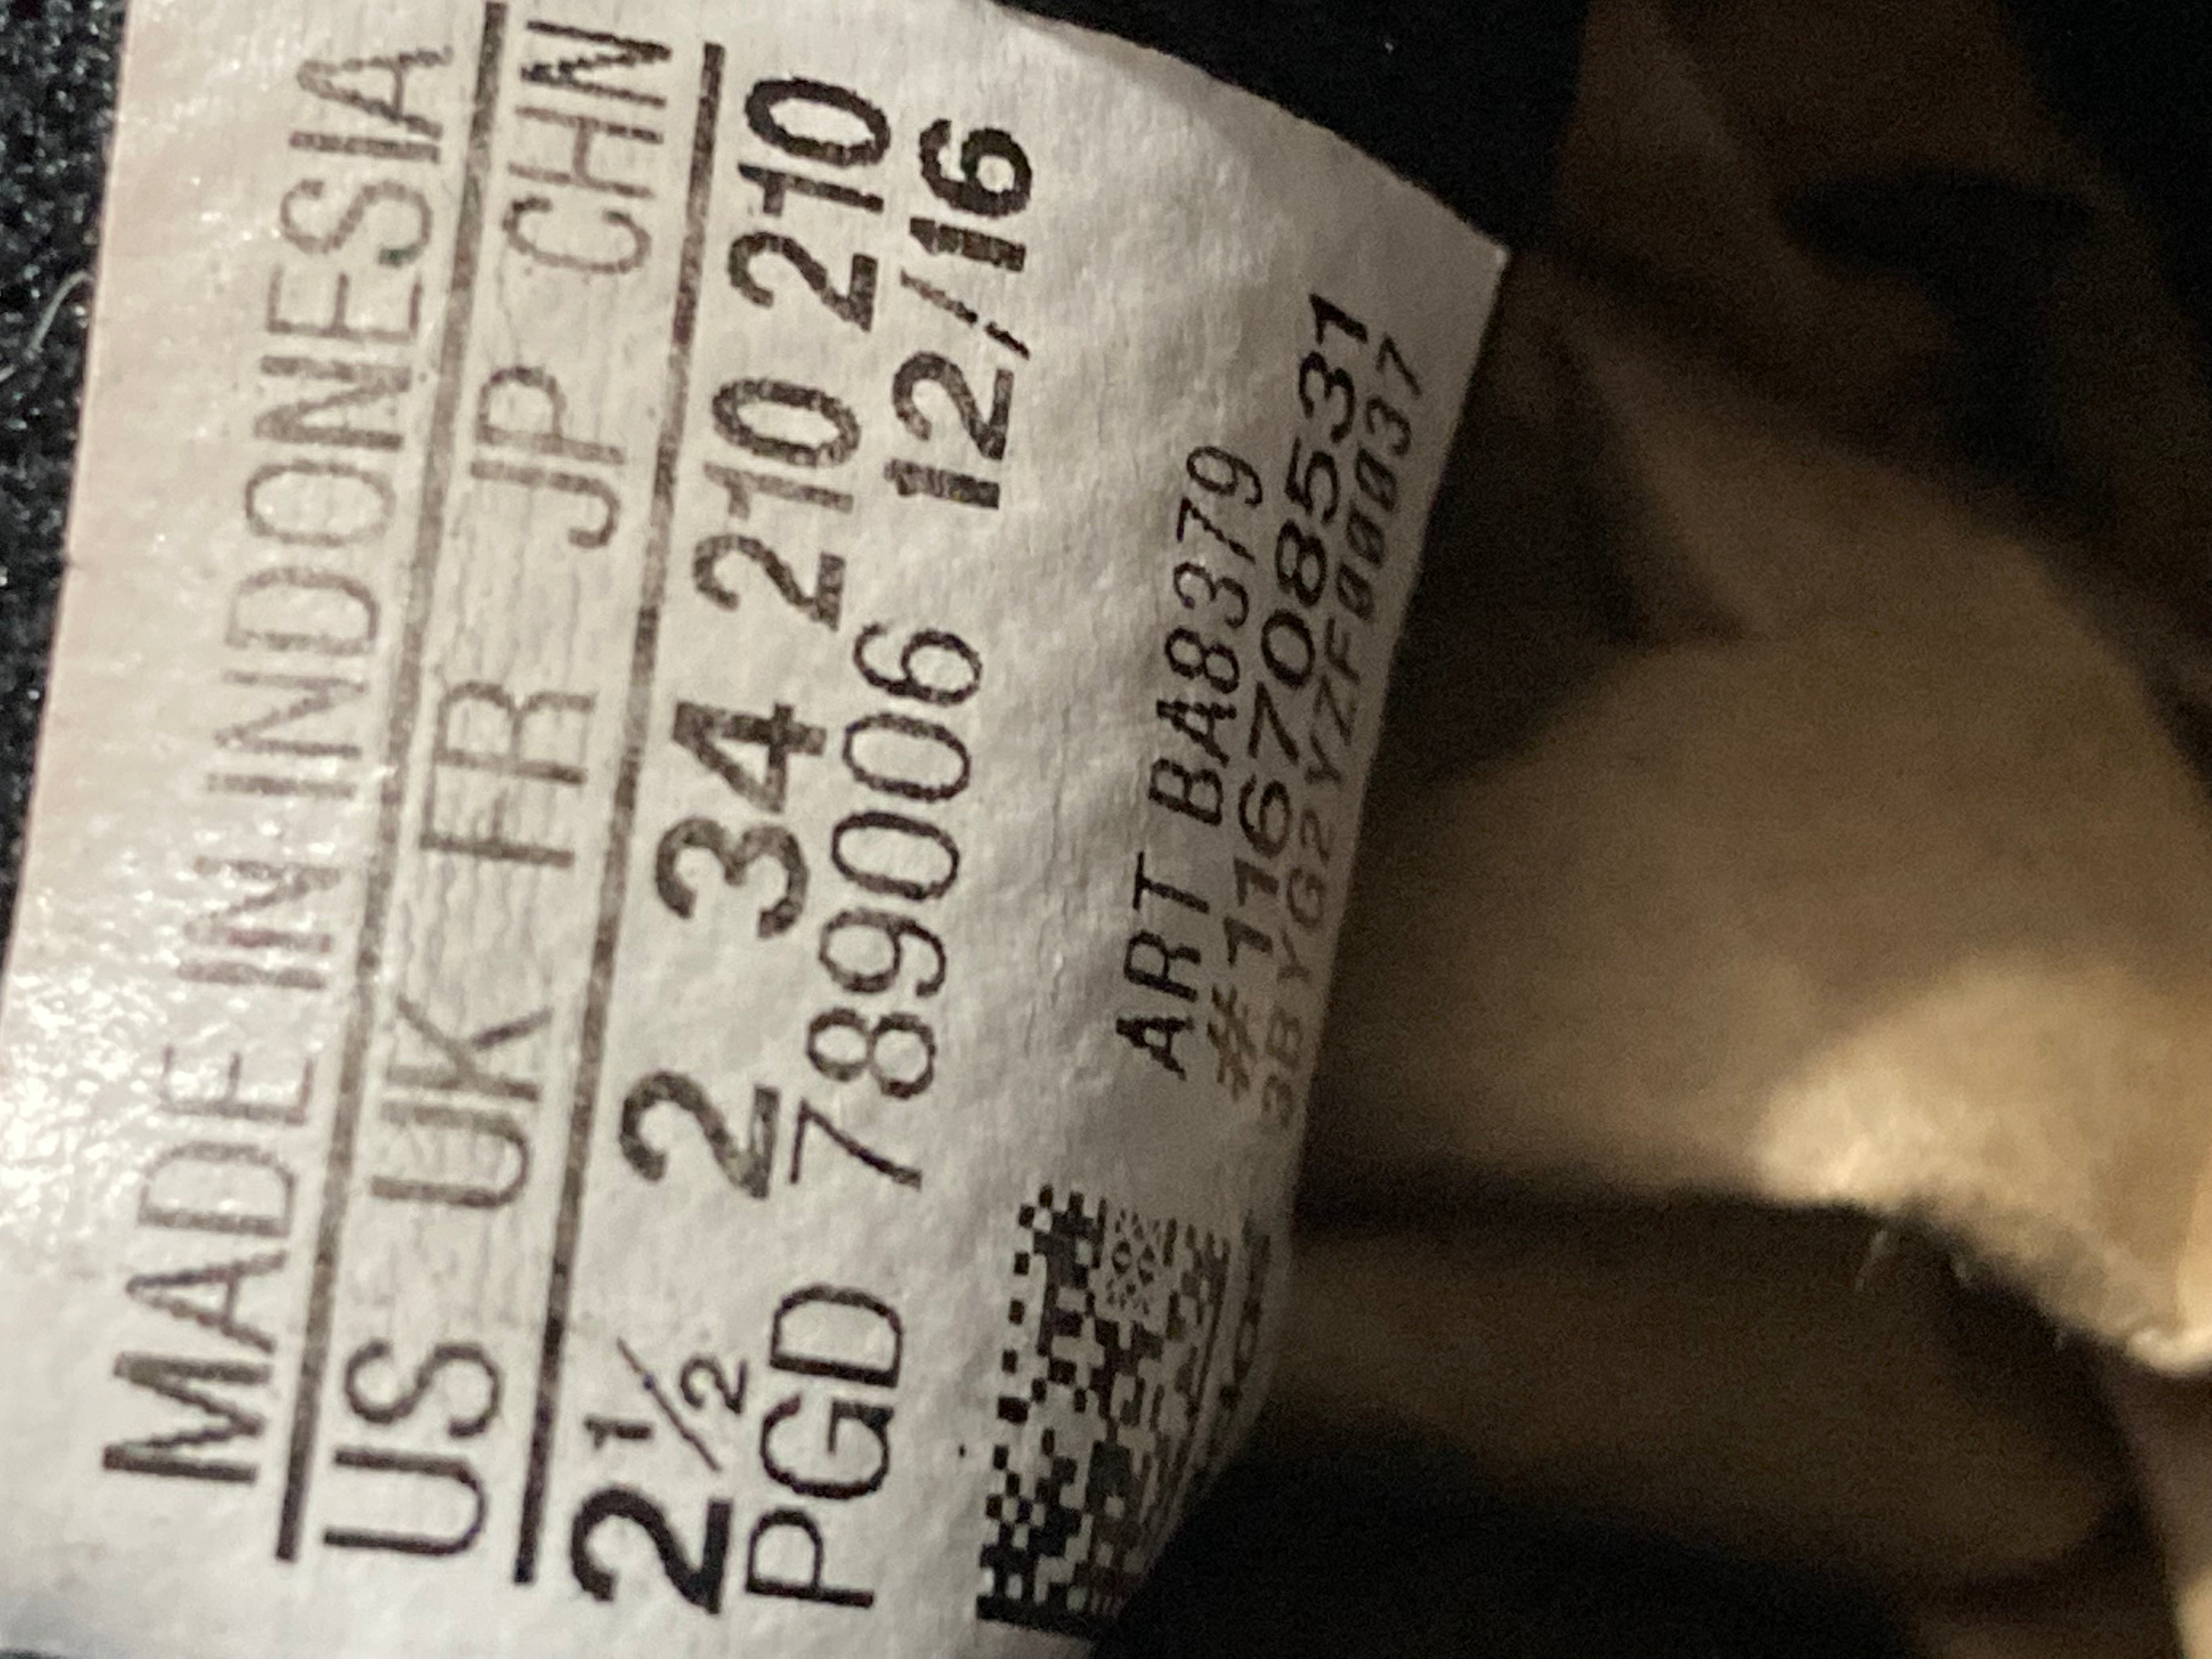 MADE IN INDONESIA
US UK FR JP CHN
2½ 2 34 210 210
PGD 789006 12/16
ART BA8379
#116708531
3BYG2YZF00037